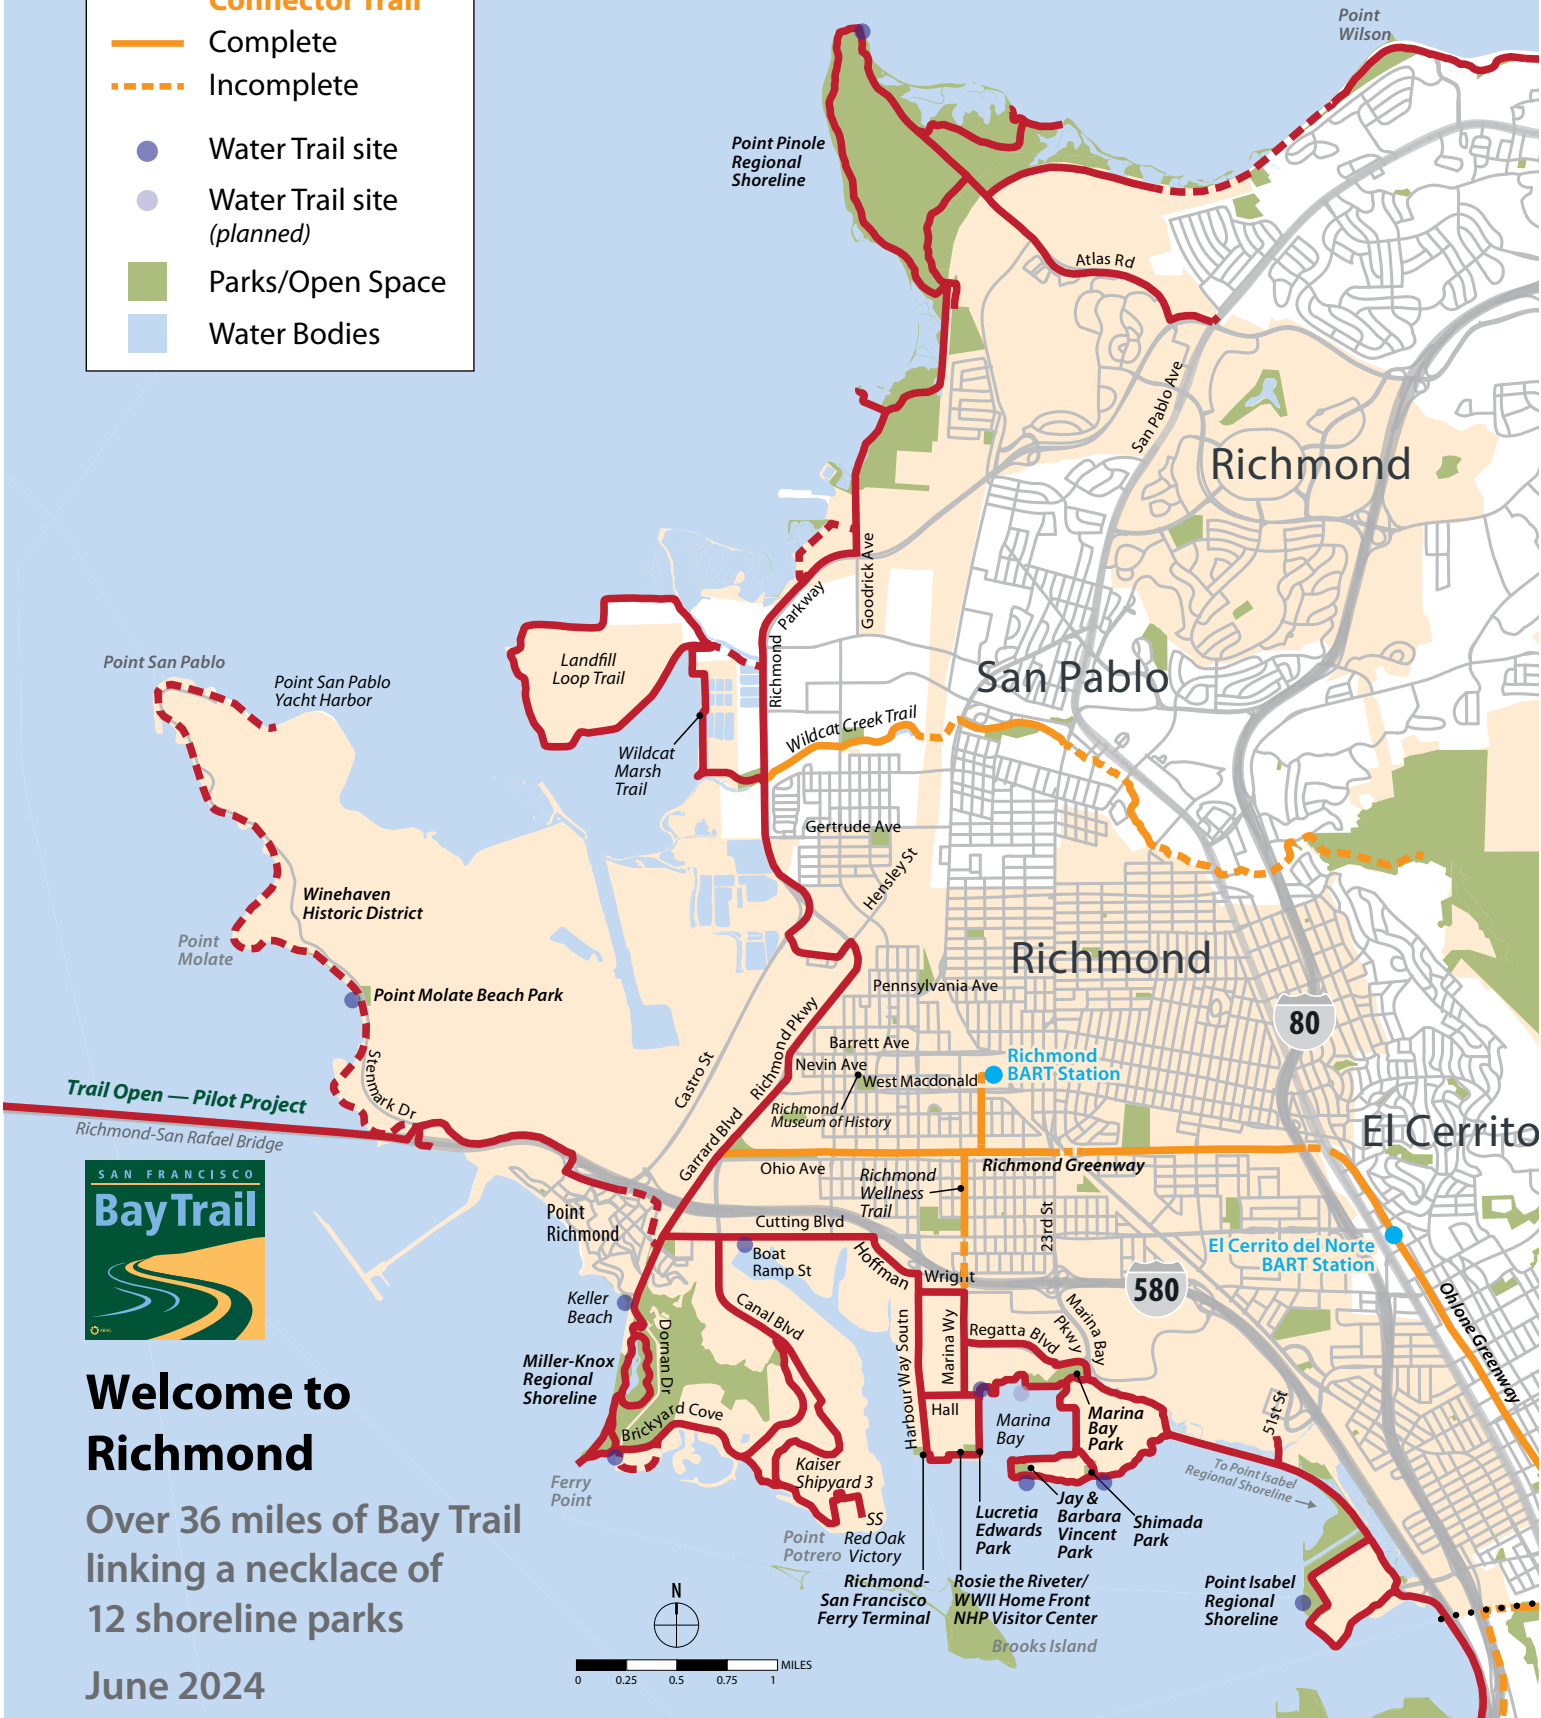 Connector Trail
Complete
Incomplete
Water Trail site
Water Trail site
(planned)
Parks/Open Space
Water Bodies
Point
Wilson
Point Pinole
Regional
Shoreline
Atlas Rd
San Pablo Ave
Richmond
Goodrick Ave
Richmond
Parkway
Landfill
Loop Trail
San Pablo
Point San Pablo
Point San Pablo
Yacht Harbor
Wildcat
Marsh
Trail
Wildcat Creek Trail
Gertrude Ave
Hensley St
Winehaven
Historic District
Point
Molate
Richmond
Pennsylvania Ave
Point Molate Beach Park
80
Barrett Ave
Nevin Ave
West Macdonald
Richmond
BART Station
Richmond
Museum of History
Castro St
Richmond Pkwy
Garrard Blvd
Stenmark Dr
Trail Open — Pilot Project
Richmond-San Rafael Bridge
El Cerrito
Ohio Ave
Richmond Greenway
Richmond
Wellness
Trail
23rd St
SAN FRANCISCO
Bay Trail
ABAG
Point
Richmond
Cutting Blvd
Boat
Ramp St
Hoffman
Wright
El Cerrito del Norte
BART Station
580
Keller
Beach
Canal Blvd
Dornan Dr
Harbour Way South
Marina Wy
Regatta Blvd
Marina Bay
Pkwy
Ohlone Greenway
Miller-Knox
Regional
Shoreline
Brickyard Cove
Hall
Marina
Bay
Marina
Bay
Park
51st St
To Point Isabel
Regional Shoreline
Kaiser
Shipyard 3
Ferry
Point
SS
Red Oak
Victory
Point
Potrero
Lucretia
Edwards
Park
Jay &
Barbara
Vincent
Park
Shimada
Park
Richmond-
San Francisco
Ferry Terminal
Rosie the Riveter/
WWII Home Front
NHP Visitor Center
Point Isabel
Regional
Shoreline
Brooks Island
N
MILES
0 0.25 0.5 0.75 1
Welcome to
Richmond
Over 36 miles of Bay Trail
linking a necklace of
12 shoreline parks
June 2024